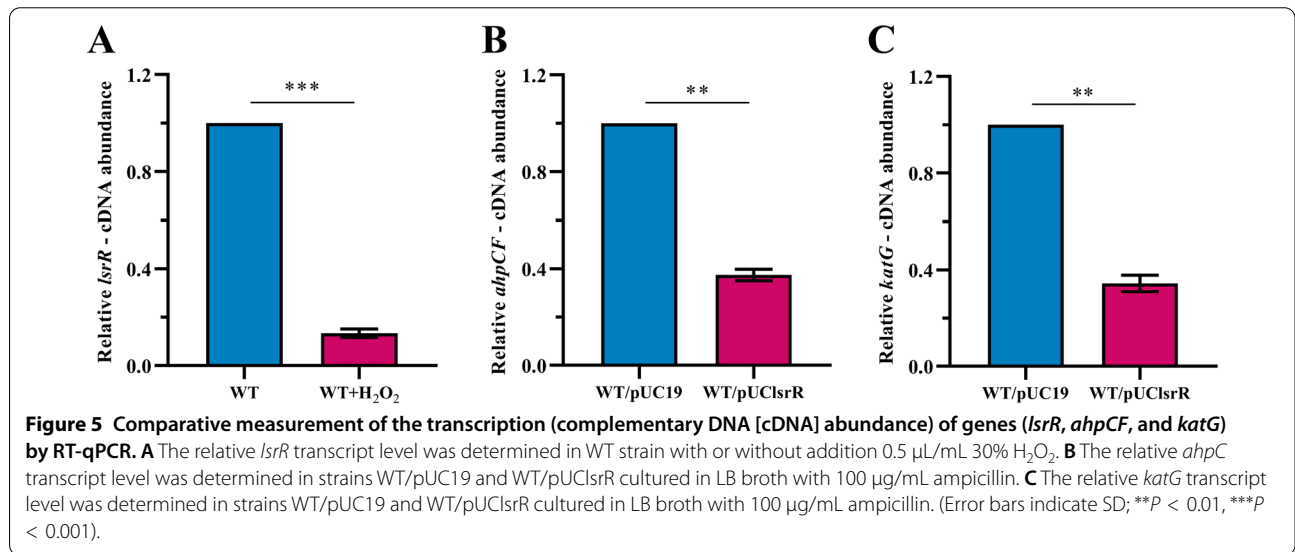 A
Relative lsrR - cDNA abundance
1.2
0.8
0.4
0.0
***
WT
WT+H₂O₂
B
Relative ahpCF - cDNA abundance
1.2
0.8
0.4
0.0
**
WT/pUC19
WT/pUClsrR
C
Relative katG - cDNA abundance
1.2
0.8
0.4
0.0
**
WT/pUC19
WT/pUClsrR
Figure 5 Comparative measurement of the transcription (complementary DNA [cDNA] abundance) of genes (lsrR, ahpCF, and katG)
by RT-qPCR. A The relative lsrR transcript level was determined in WT strain with or without addition 0.5 μL/mL 30% H₂O₂. B The relative ahpC
transcript level was determined in strains WT/pUC19 and WT/pUClsrR cultured in LB broth with 100 μg/mL ampicillin. C The relative katG transcript
level was determined in strains WT/pUC19 and WT/pUClsrR cultured in LB broth with 100 μg/mL ampicillin. (Error bars indicate SD; **P < 0.01, ***P
< 0.001).